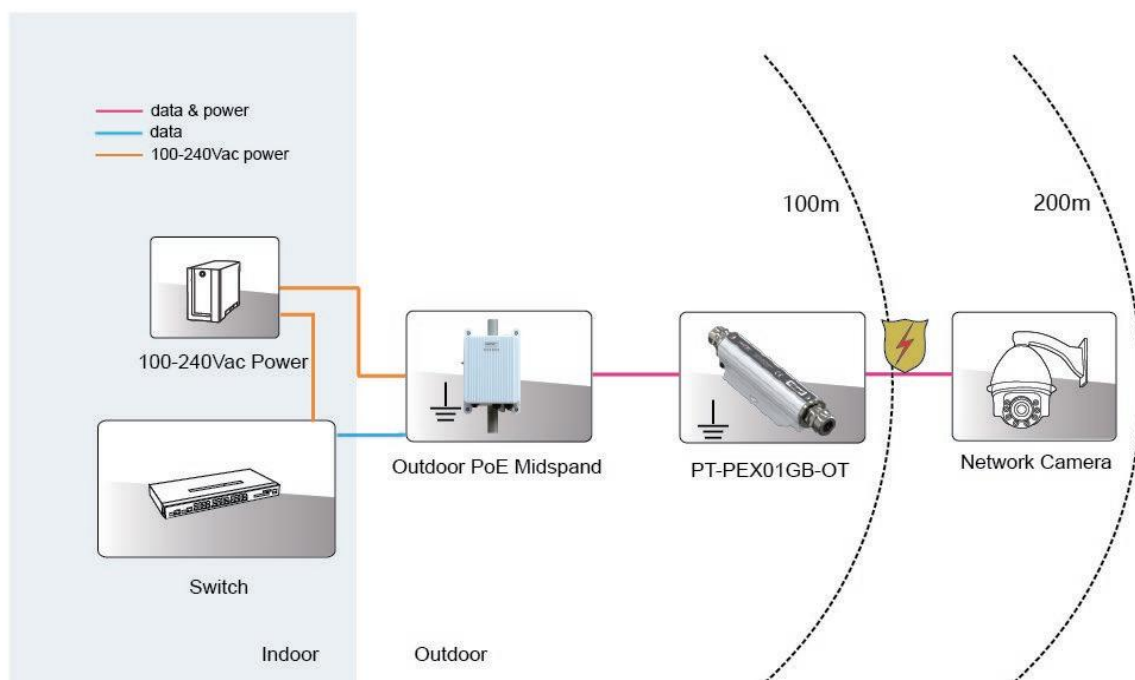 data & power
data
100-240Vac power
100m
200m
100-240Vac Power
Outdoor PoE Midspand
PT-PEX01GB-OT
Network Camera
Switch
Indoor
Outdoor